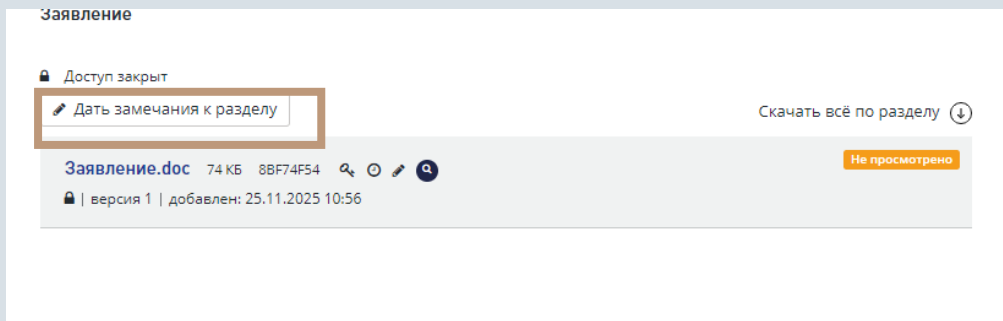 Заявление
Доступ закрыт
Дать замечания к разделу
Скачать всё по разделу
Заявление.doc 74 КБ 8BF74F54
Не просмотрено
| версия 1 | добавлен: 25.11.2025 10:56